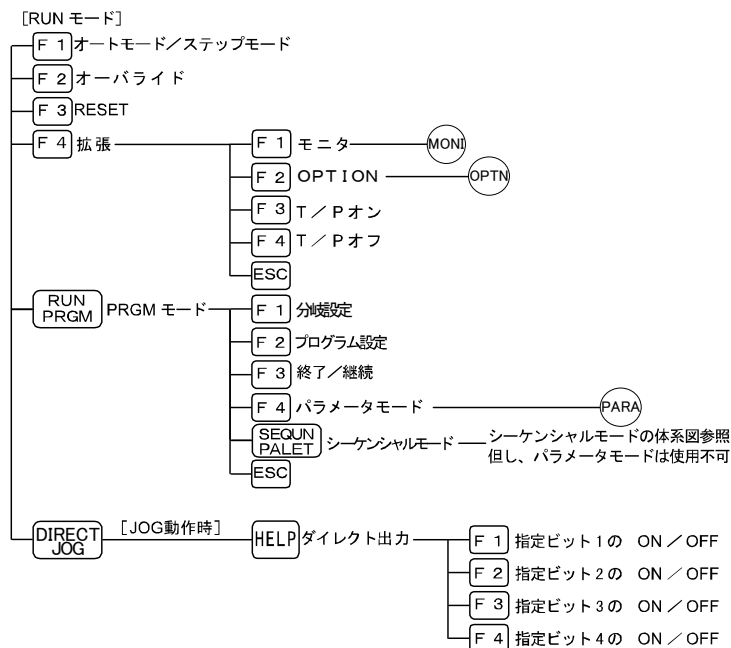 ［RUN モード］
F 1 オートモード／ステップモード
F 2 オーバライド
F 3 RESET
F 4 拡張
F 1 モニタ MONI
F 2 OPTION OPTN
F 3 T／Pオン
F 4 T／Pオフ
ESC
RUN PRGM PRGM モード
F 1 分岐設定
F 2 プログラム設定
F 3 終了／継続
F 4 パラメータモード PARA
SEQUN PALET シーケンシャルモード
シーケンシャルモードの体系図参照
但し、パラメータモードは使用不可
ESC
DIRECT JOG ［JOG動作時］ HELP ダイレクト出力
F 1 指定ビット1の ON／OFF
F 2 指定ビット2の ON／OFF
F 3 指定ビット3の ON／OFF
F 4 指定ビット4の ON／OFF